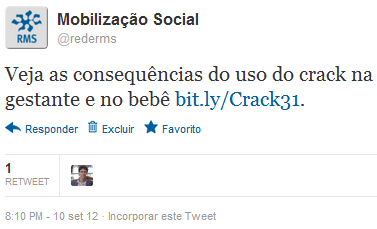 RMS
Mobilização Social
@rederms
Veja as consequências do uso do crack na
gestante e no bebê bit.ly/Crack31.
Responder Excluir Favorito
1
RETWEET
8:10 PM - 10 set 12 · Incorporar este Tweet